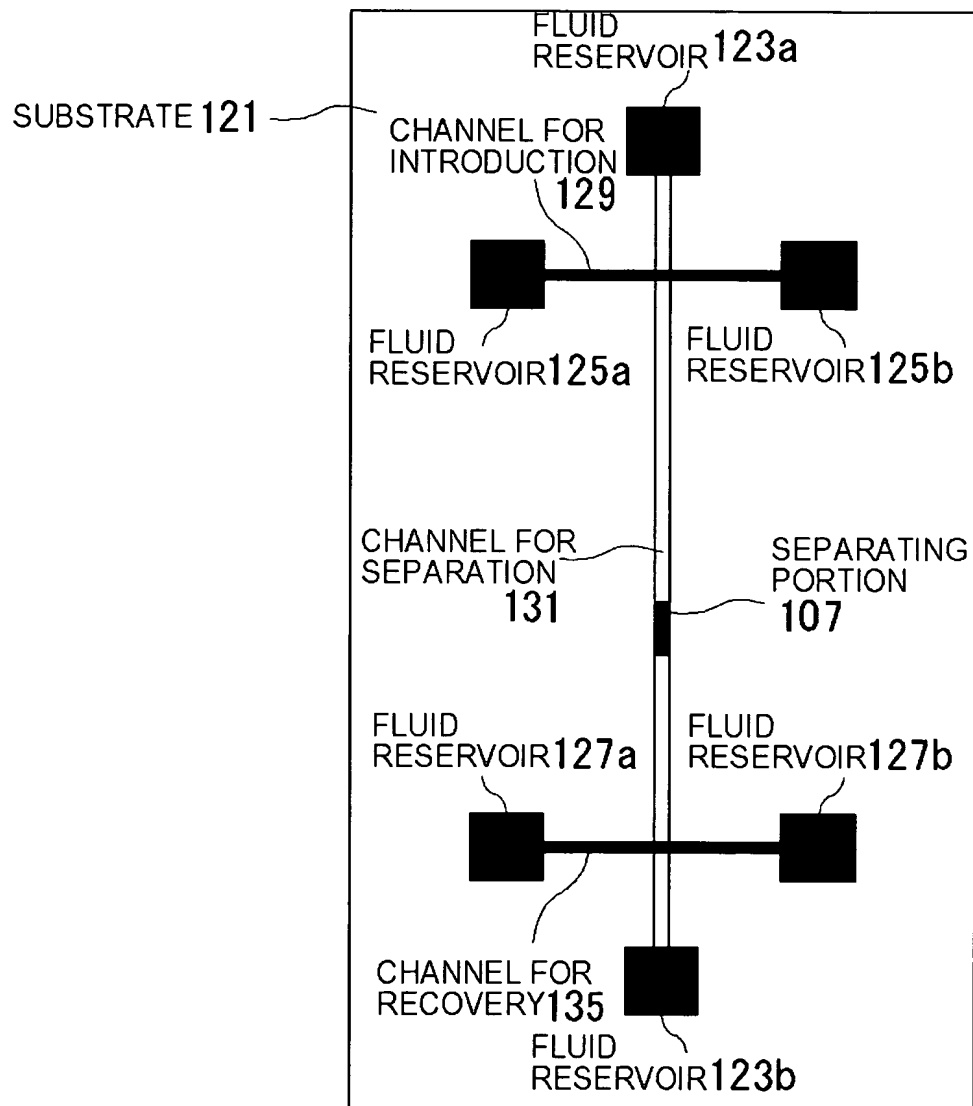 FLUID
RESERVOIR 123a
SUBSTRATE 121
CHANNEL FOR
INTRODUCTION
129
FLUID
RESERVOIR 125a
FLUID
RESERVOIR 125b
CHANNEL FOR
SEPARATION
131
SEPARATING
PORTION
107
FLUID
RESERVOIR 127a
FLUID
RESERVOIR 127b
CHANNEL FOR
RECOVERY 135
FLUID
RESERVOIR 123b